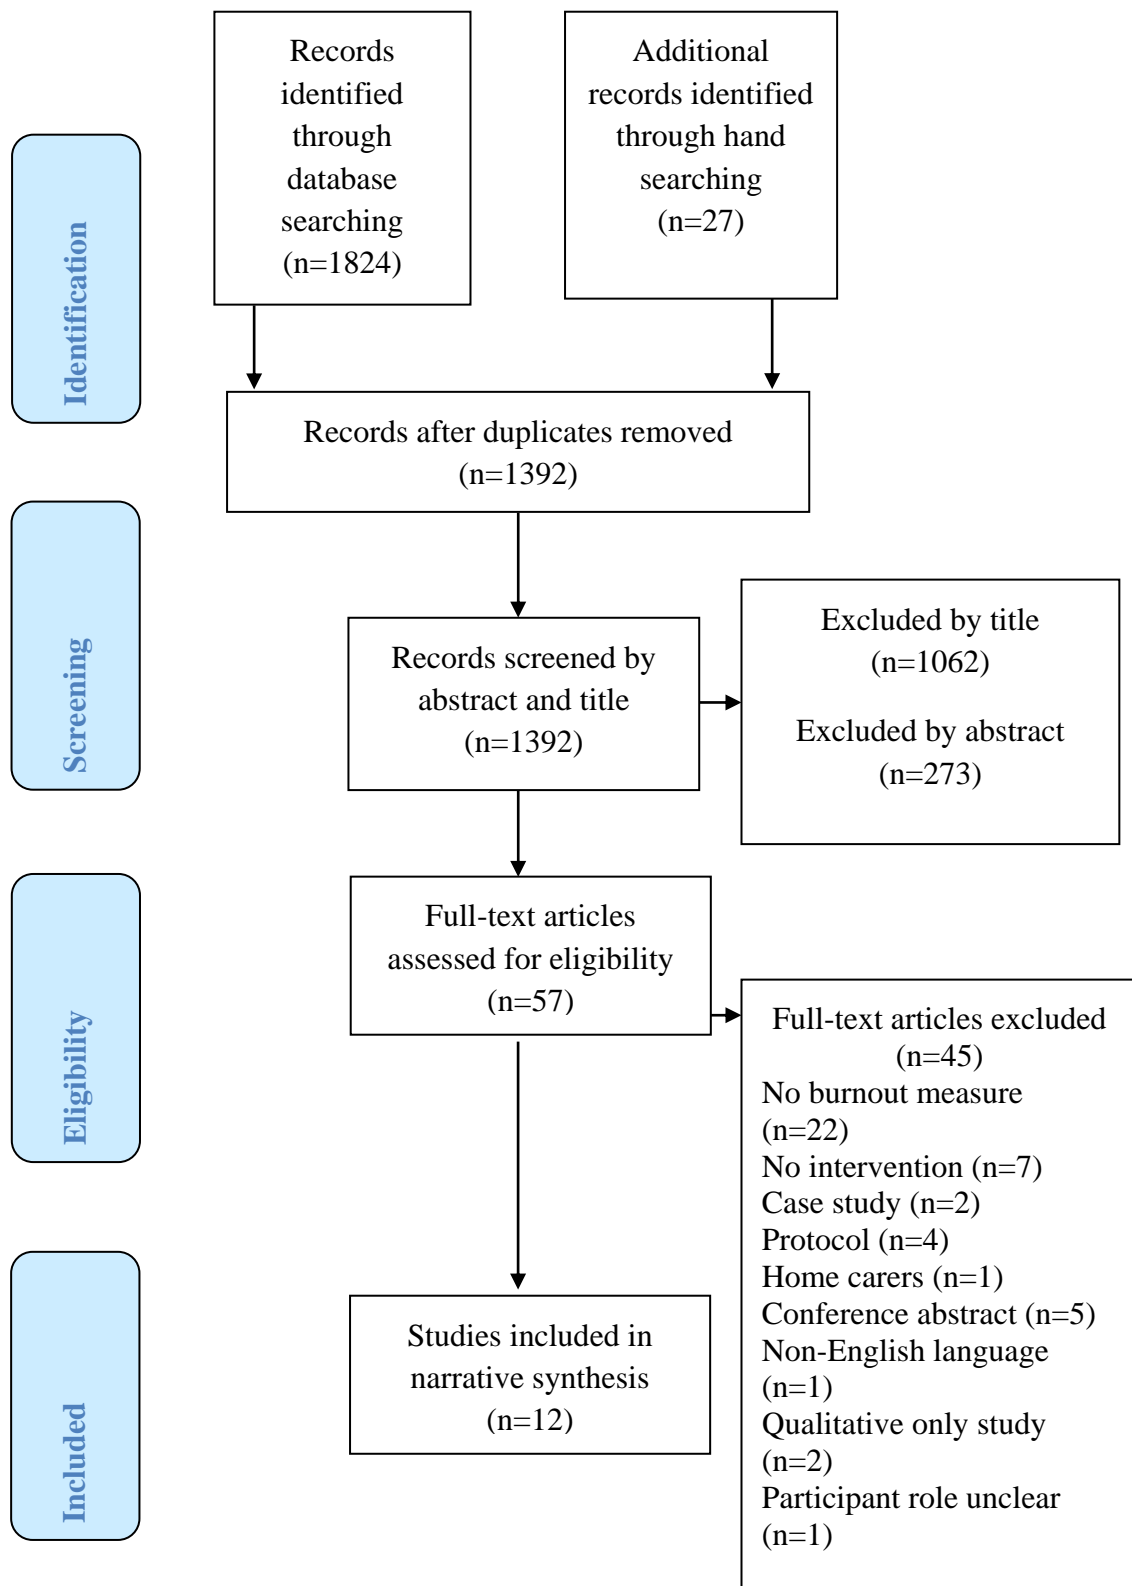 Records
identified
through
database
searching
(n=1824)
Additional
records identified
through hand
searching
(n=27)
Identification
Records after duplicates removed
(n=1392)
Screening
Records screened by
abstract and title
(n=1392)
Excluded by title
(n=1062)
Excluded by abstract
(n=273)
Eligibility
Full-text articles
assessed for eligibility
(n=57)
Full-text articles excluded
(n=45)
No burnout measure
(n=22)
No intervention (n=7)
Case study (n=2)
Protocol (n=4)
Home carers (n=1)
Conference abstract (n=5)
Non-English language
(n=1)
Qualitative only study
(n=2)
Participant role unclear
(n=1)
Included
Studies included in
narrative synthesis
(n=12)